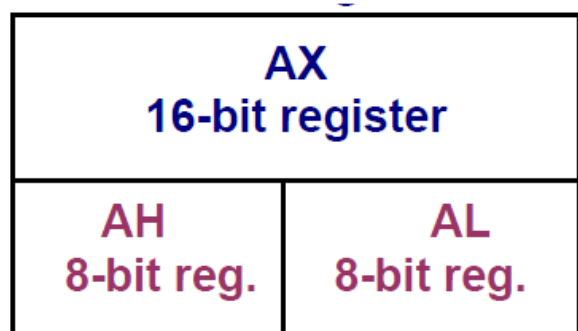 AX
16-bit register
AH
8-bit reg.
AL
8-bit reg.